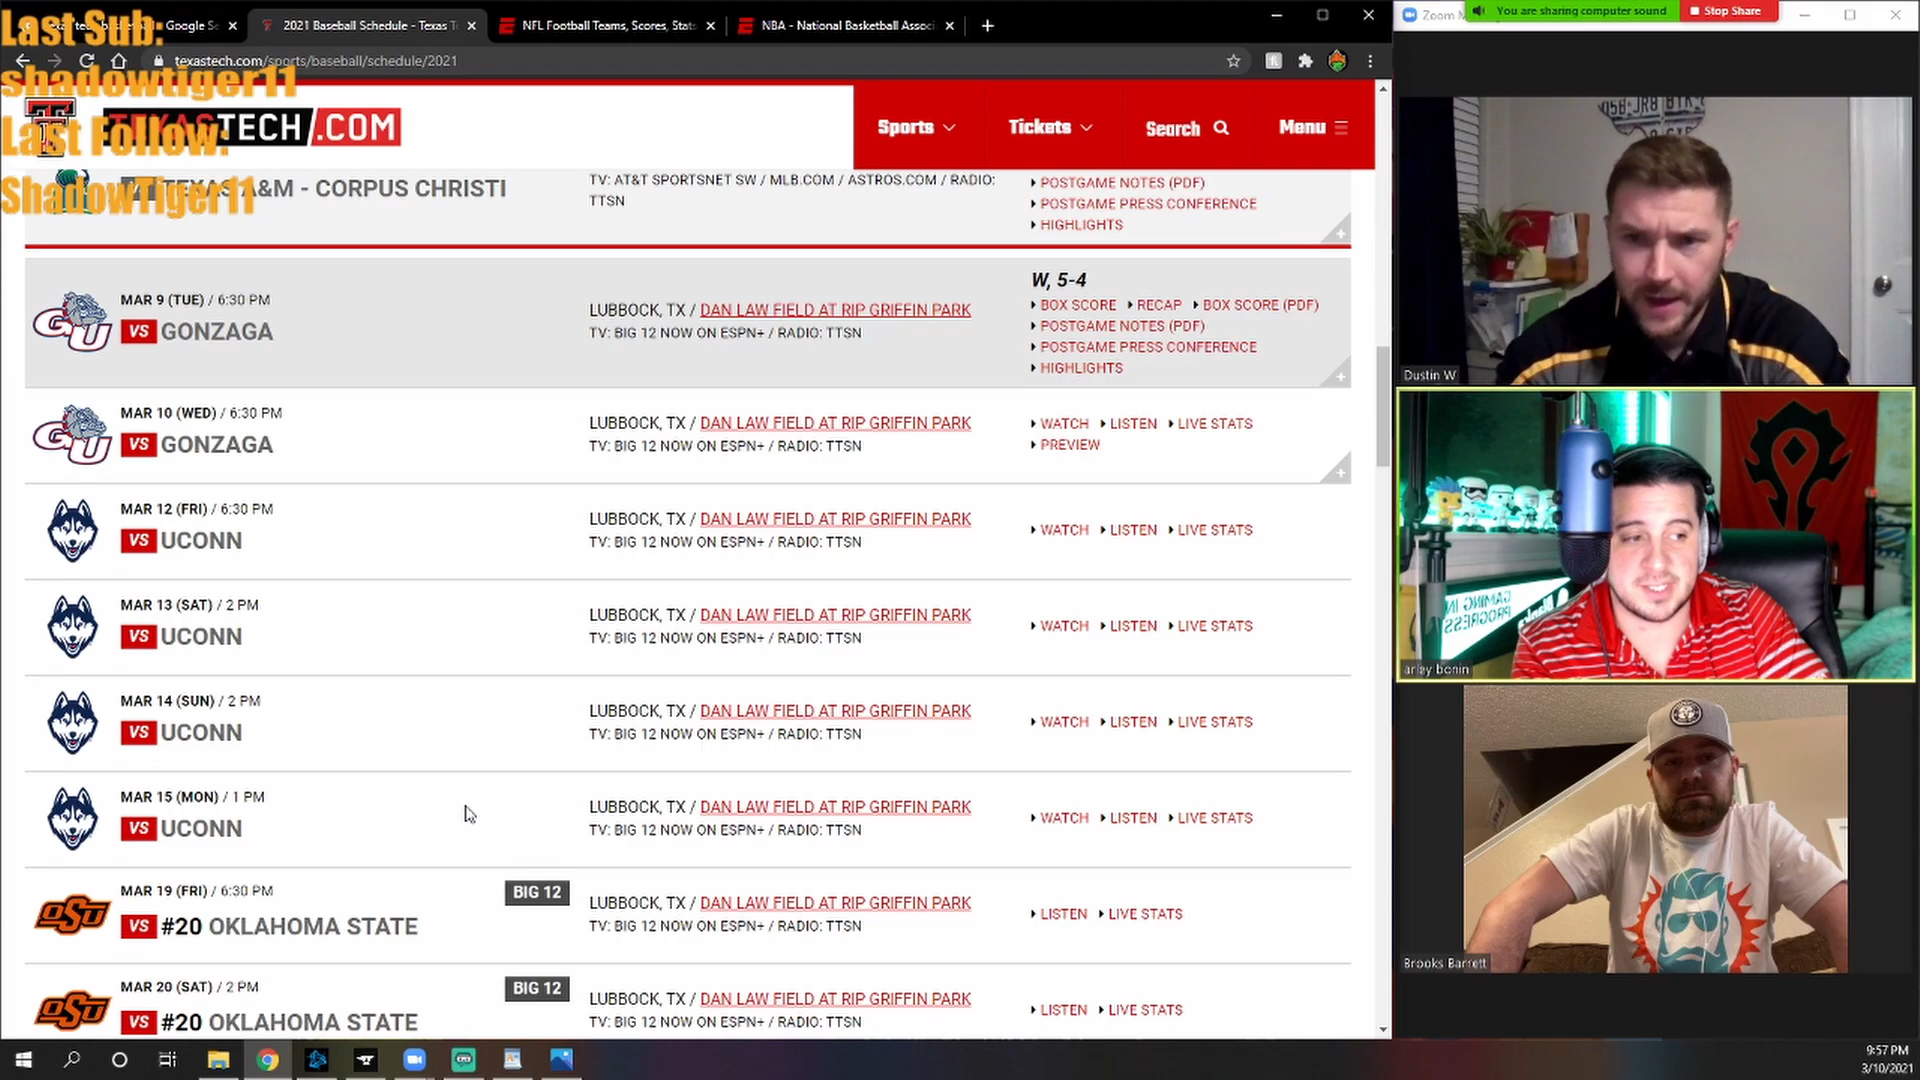 Last Sub:
shadowtiger11
Last Follow:
ShadowTiger11
Google Se
2021 Baseball Schedule - Texas T
NFL Football Teams, Scores, Stats
NBA - National Basketball Associ
texastech.com/sports/baseball/schedule/2021
TEXASTECH/.COM
Sports
Tickets
Search
Menu
TEXAS A&M - CORPUS CHRISTI
TV: AT&T SPORTSNET SW / MLB.COM / ASTROS.COM / RADIO:
TTSN
POSTGAME NOTES (PDF)
POSTGAME PRESS CONFERENCE
HIGHLIGHTS
MAR 9 (TUE) / 6:30 PM
VS GONZAGA
LUBBOCK, TX / DAN LAW FIELD AT RIP GRIFFIN PARK
TV: BIG 12 NOW ON ESPN+ / RADIO: TTSN
W, 5-4
BOX SCORE RECAP BOX SCORE (PDF)
POSTGAME NOTES (PDF)
POSTGAME PRESS CONFERENCE
HIGHLIGHTS
MAR 10 (WED) / 6:30 PM
VS GONZAGA
LUBBOCK, TX / DAN LAW FIELD AT RIP GRIFFIN PARK
TV: BIG 12 NOW ON ESPN+ / RADIO: TTSN
WATCH LISTEN LIVE STATS
PREVIEW
MAR 12 (FRI) / 6:30 PM
VS UCONN
LUBBOCK, TX / DAN LAW FIELD AT RIP GRIFFIN PARK
TV: BIG 12 NOW ON ESPN+ / RADIO: TTSN
WATCH LISTEN LIVE STATS
MAR 13 (SAT) / 2 PM
VS UCONN
LUBBOCK, TX / DAN LAW FIELD AT RIP GRIFFIN PARK
TV: BIG 12 NOW ON ESPN+ / RADIO: TTSN
WATCH LISTEN LIVE STATS
MAR 14 (SUN) / 2 PM
VS UCONN
LUBBOCK, TX / DAN LAW FIELD AT RIP GRIFFIN PARK
TV: BIG 12 NOW ON ESPN+ / RADIO: TTSN
WATCH LISTEN LIVE STATS
MAR 15 (MON) / 1 PM
VS UCONN
LUBBOCK, TX / DAN LAW FIELD AT RIP GRIFFIN PARK
TV: BIG 12 NOW ON ESPN+ / RADIO: TTSN
WATCH LISTEN LIVE STATS
MAR 19 (FRI) / 6:30 PM
VS #20 OKLAHOMA STATE
BIG 12
LUBBOCK, TX / DAN LAW FIELD AT RIP GRIFFIN PARK
TV: BIG 12 NOW ON ESPN+ / RADIO: TTSN
LISTEN LIVE STATS
MAR 20 (SAT) / 2 PM
VS #20 OKLAHOMA STATE
BIG 12
LUBBOCK, TX / DAN LAW FIELD AT RIP GRIFFIN PARK
TV: BIG 12 NOW ON ESPN+ / RADIO: TTSN
LISTEN LIVE STATS
Zoom
You are sharing computer sound
Stop Share
Dustin W
GAMING IN
PROGRESS
arley bonin
Brooks Barrett
9:57 PM
3/10/2021